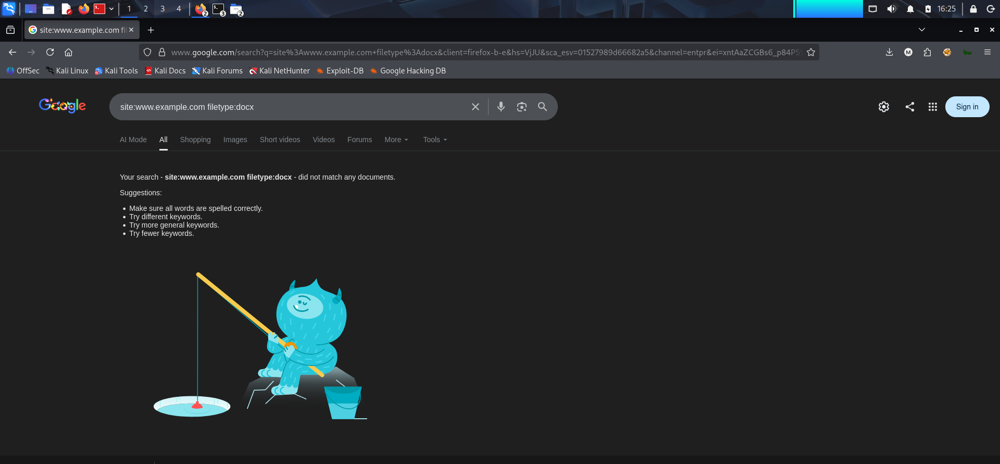 1 2 3 4 2 3 2 16:25
site:www.example.com fil
www.google.com/search?q=site%3Awww.example.com+filetype%3Adocx&client=firefox-b-e&hs=VjJU&sca_esv=01527989d66682a5&channel=entpr&ei=xntAaZCGBs6_p84P5 M bw
OffSec Kali Linux Kali Tools Kali Docs Kali Forums Kali NetHunter Exploit-DB Google Hacking DB
Google site:www.example.com filetype:docx Sign in
AI Mode All Shopping Images Short videos Videos Forums More Tools
Your search - site:www.example.com filetype:docx - did not match any documents.
Suggestions:
Make sure all words are spelled correctly.
Try different keywords.
Try more general keywords.
Try fewer keywords.